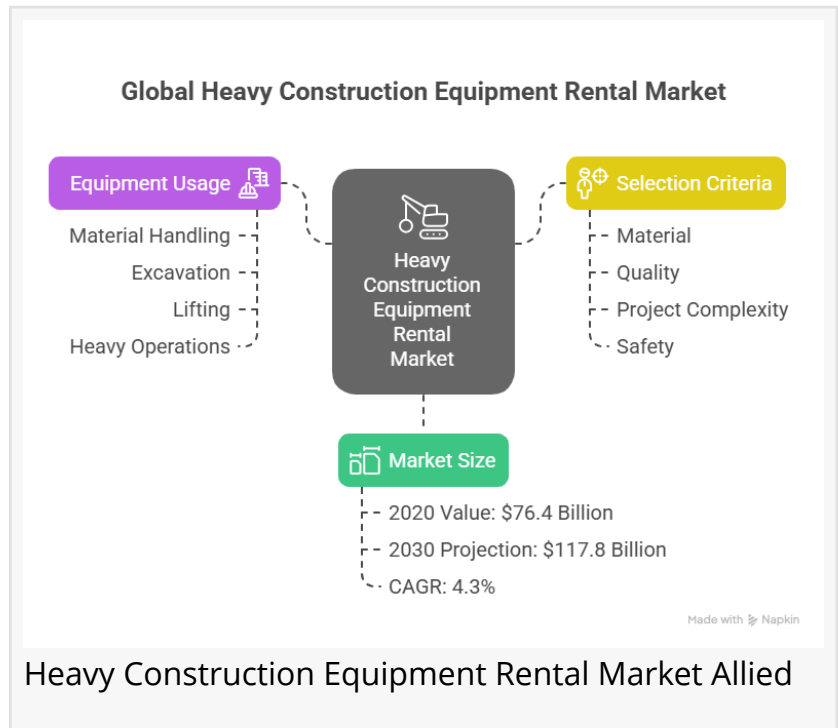 Global Heavy Construction Equipment Rental Market
Equipment Usage
Material Handling
Excavation
Lifting
Heavy Operations
Heavy
Construction
Equipment
Rental
Market
Selection Criteria
Material
Quality
Project Complexity
Safety
Market Size
2020 Value: $76.4 Billion
2030 Projection: $117.8 Billion
CAGR: 4.3%
Made with Napkin
Heavy Construction Equipment Rental Market Allied